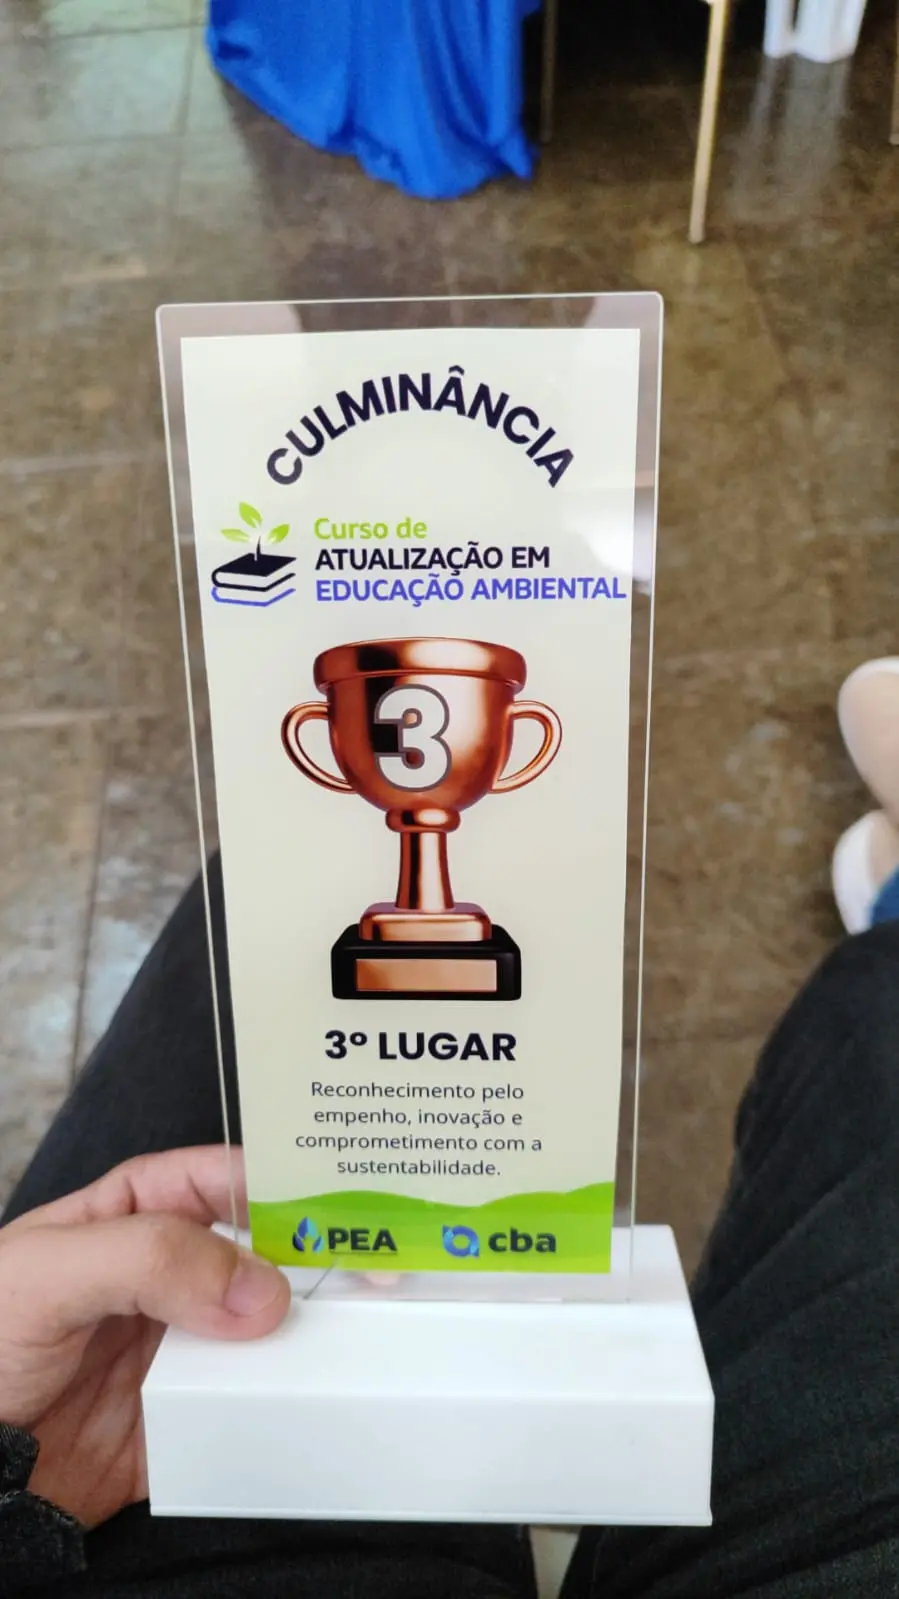 CULMINÂNCIA
Curso de
ATUALIZAÇÃO EM
EDUCAÇÃO AMBIENTAL
3
3º LUGAR
Reconhecimento pelo
empenho, inovação e
comprometimento com a
sustentabilidade.
PEA cba